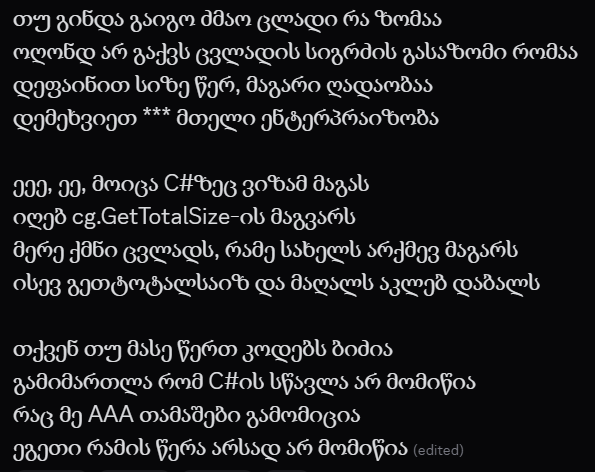 თუ გინდა გაიგო ძმაო ცლადი რა ზომაა
ოღონდ არ გაქვს ცვლადის სიგრძის გასაზომი რომაა
დეფაინით სიზე წერ, მაგარი ღადაობაა
დემეხვიეთ *** მთელი ენტერპრაიზობა
ეეე, ეე, მოიცა C#ზეც ვიზამ მაგას
იღებ cg.GetTotalSize-ის მაგვარს
მერე ქმნი ცვლადს, რამე სახელს არქმევ მაგარს
ისევ გეთტოტალსაიზ და მაღალს აკლებ დაბალს
თქვენ თუ მასე წერთ კოდებს ბიძია
გამიმართლა რომ C#ის სწავლა არ მომიწია
რაც მე AAA თამაშები გამომიცია
ეგეთი რამის წერა არსად არ მომიწია (edited)